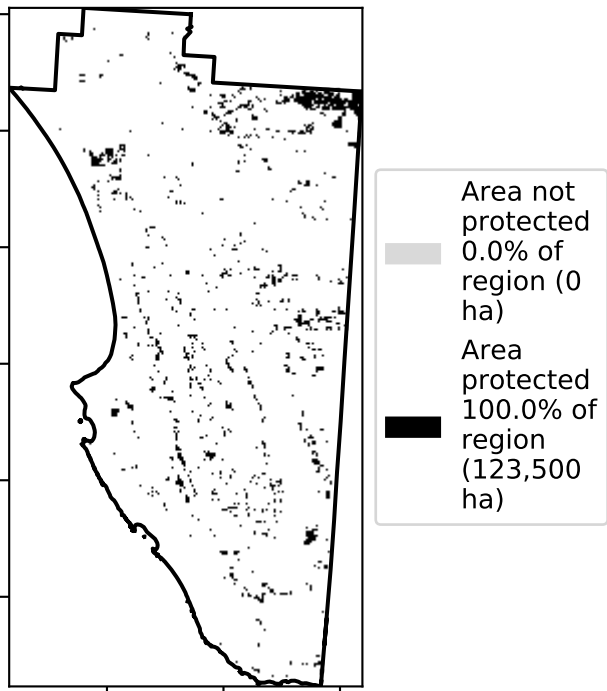 Area not
protected
0.0% of
region (0
ha)
Area
protected
100.0% of
region
(123,500
ha)